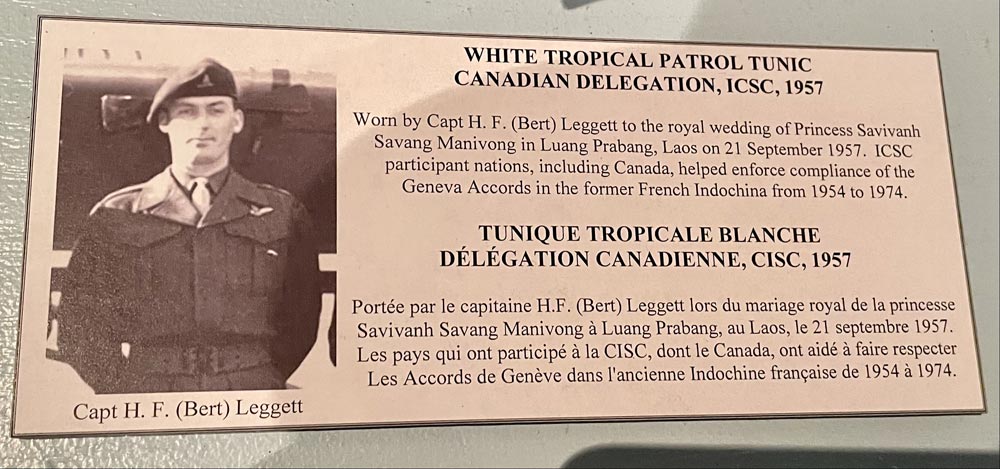 WHITE TROPICAL PATROL TUNIC
CANADIAN DELEGATION, ICSC, 1957
Worn by Capt H. F. (Bert) Leggett to the royal wedding of Princess Savivanh
Savang Manivong in Luang Prabang, Laos on 21 September 1957. ICSC
participant nations, including Canada, helped enforce compliance of the
Geneva Accords in the former French Indochina from 1954 to 1974.
TUNIQUE TROPICALE BLANCHE
DÉLÉGATION CANADIENNE, CISC, 1957
Portée par le capitaine H.F. (Bert) Leggett lors du mariage royal de la princesse
Savivanh Savang Manivong à Luang Prabang, au Laos, le 21 septembre 1957.
Les pays qui ont participé à la CISC, dont le Canada, ont aidé à faire respecter
Les Accords de Genève dans l'ancienne Indochine française de 1954 à 1974.
Capt H. F. (Bert) Leggett